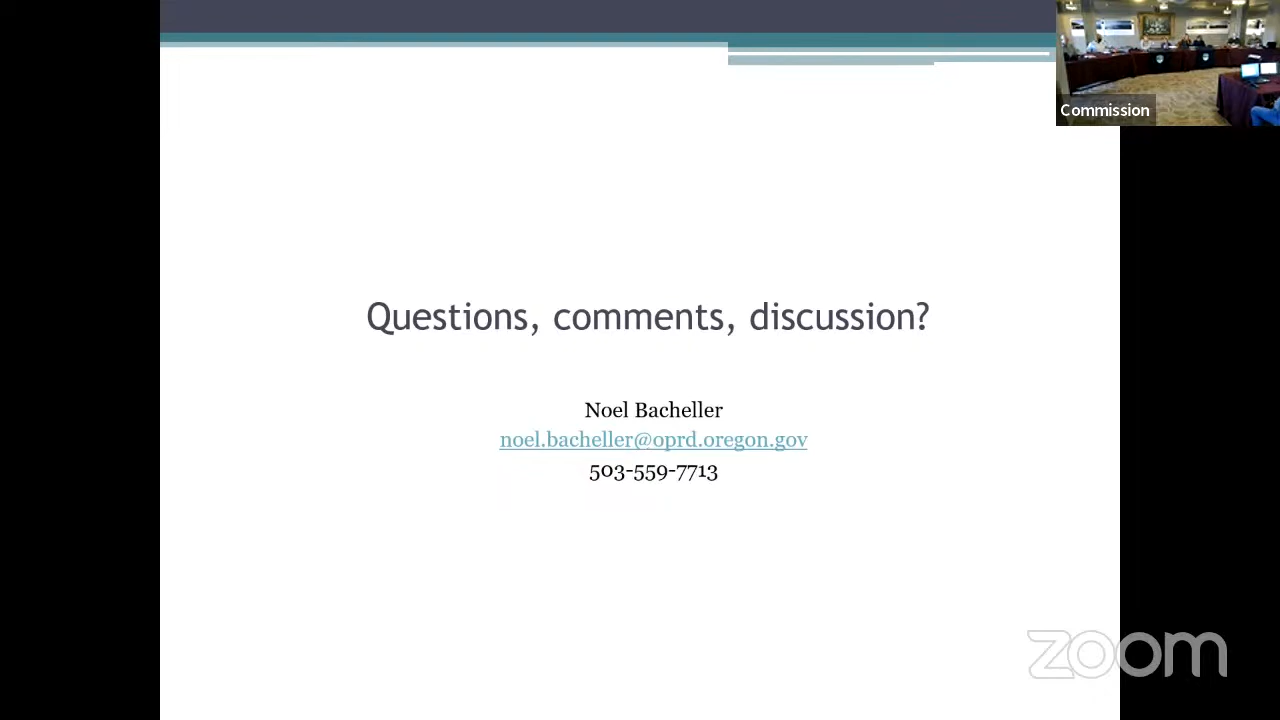 Commission
Questions, comments, discussion?
Noel Bacheller
noel.bacheller@oprd.oregon.gov
503-559-7713
zoom